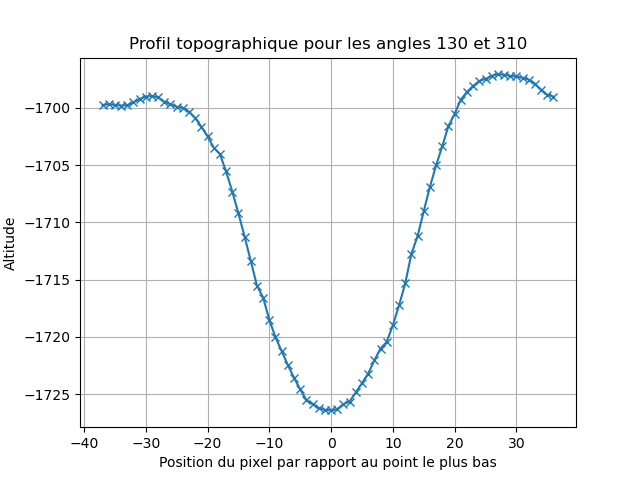 Profil topographique pour les angles 130 et 310
Altitude
−1700
−1705
−1710
−1715
−1720
−1725
−40 −30 −20 −10 0 10 20 30
Position du pixel par rapport au point le plus bas